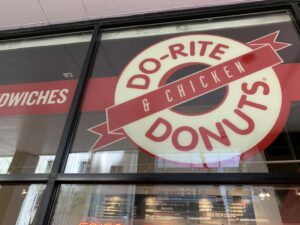 DWICHES
DO-RITE
& CHICKEN
DONUTS®